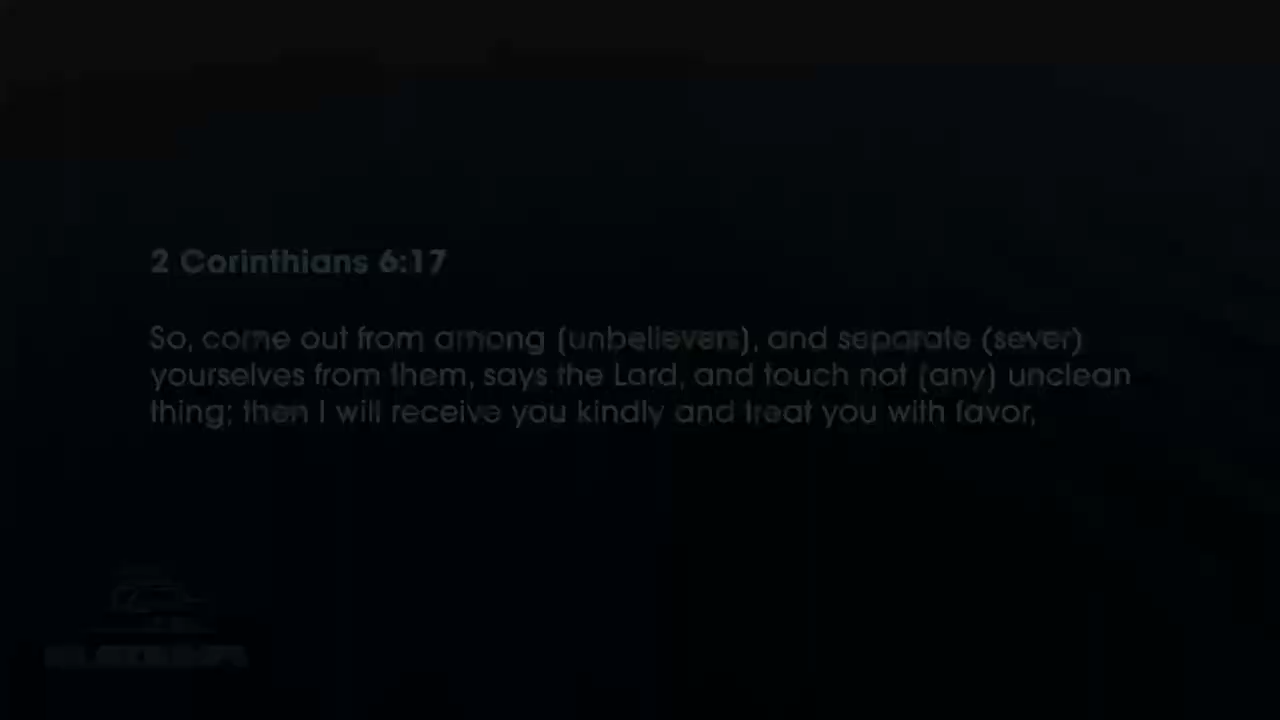 2 Corinthians 6:17
So, come out from among (unbelievers), and separate (sever)
yourselves from them, says the Lord, and touch not (any) unclean
thing; then I will receive you kindly and treat you with favor,